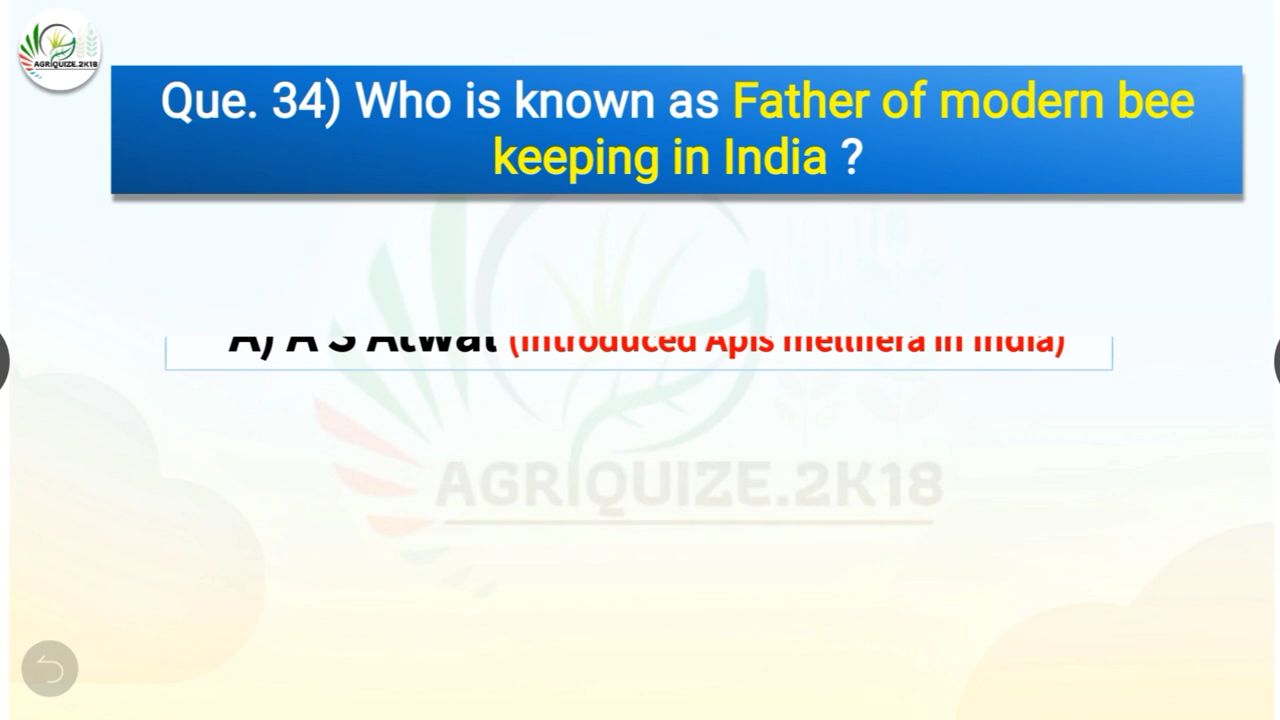 AGRIQUIZE.2K18
Que. 34) Who is known as Father of modern bee
keeping in India ?
A) A S Atwal (Introduced Apis mellifera in India)
AGRIQUIZE.2K18